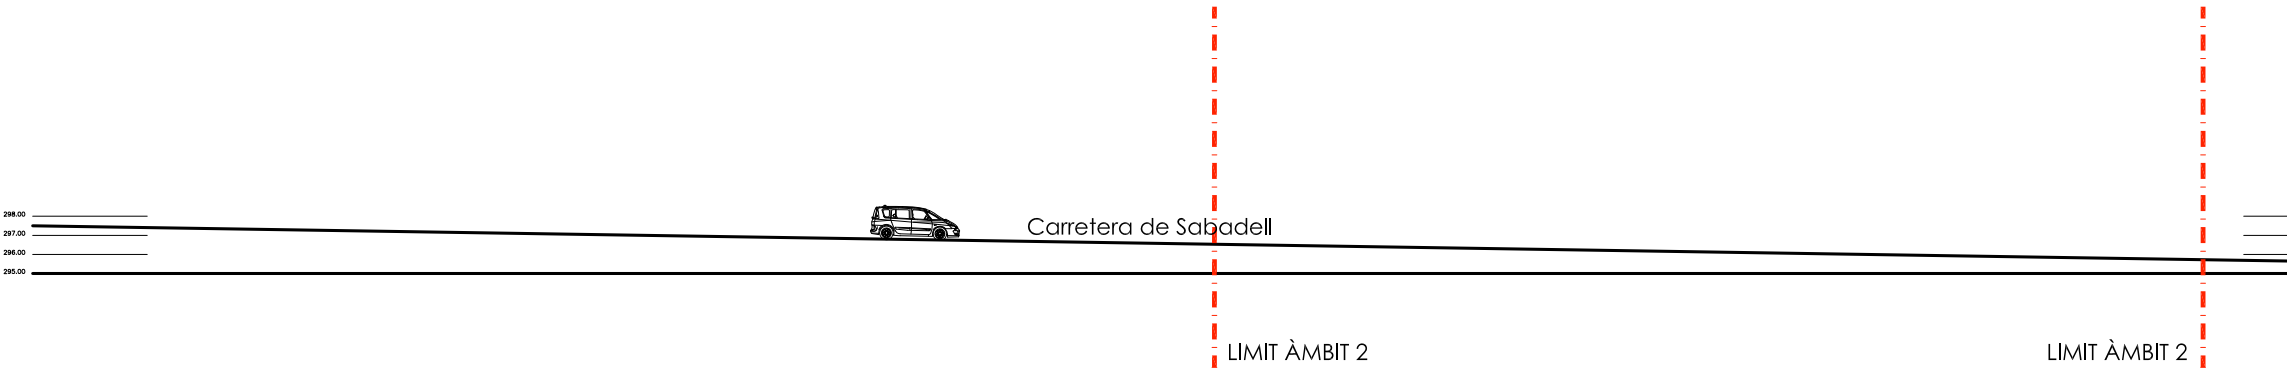 298.00
Carretera de Sabadell
297.00
296.00
295.00
LIMIT ÀMBIT 2
LIMIT ÀMBIT 2